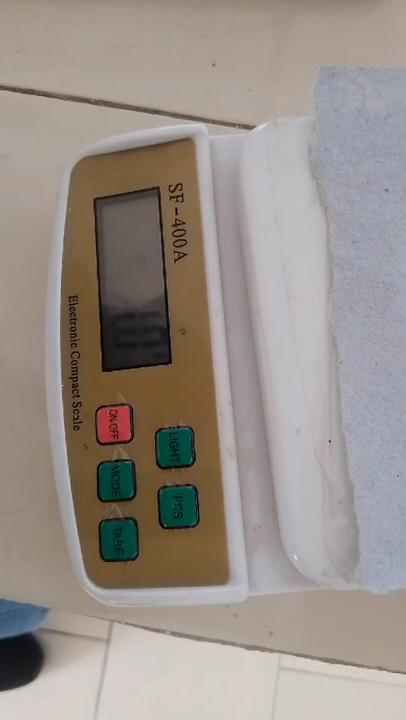 SF-400A
ON/OFF
LIGHT
MODE
PCS
TARE
Electronic Compact Scale